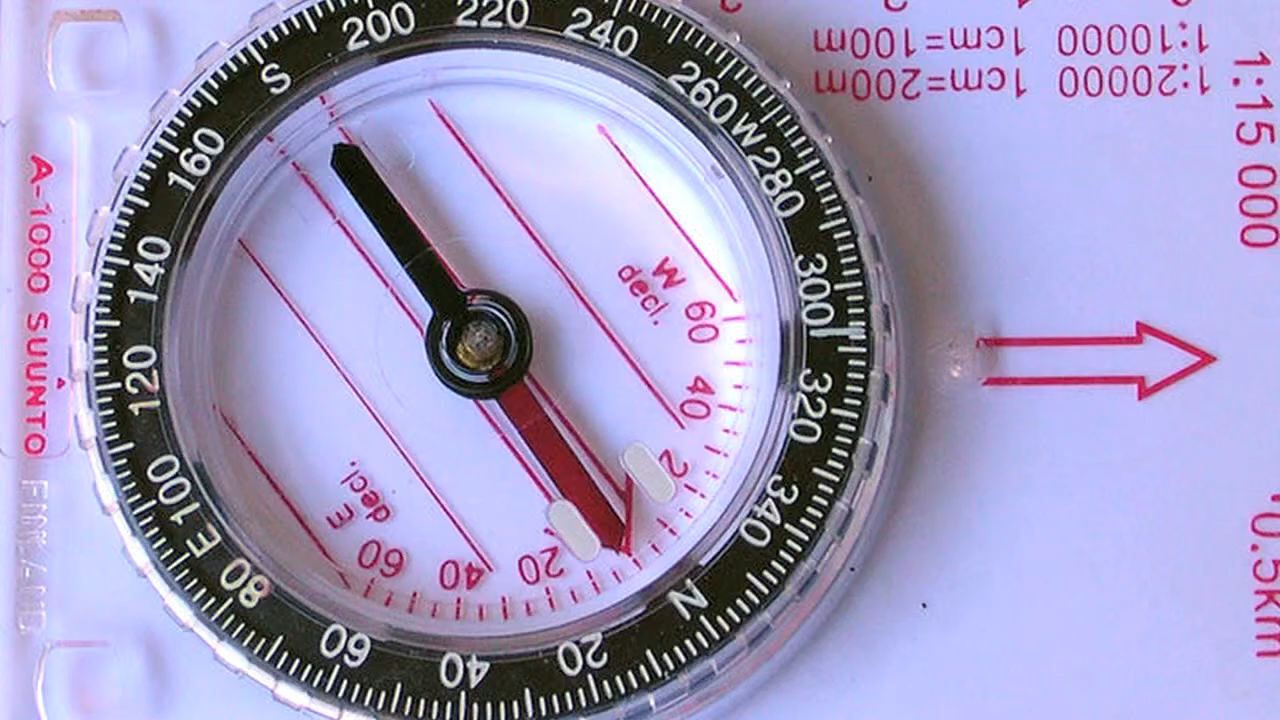 1:10000 1cm=100m
1:20000 1cm=200m
1:15 000
0.5km
A-1000 SUUNTO
200
220
240
260
W
280
300
320
340
N
20
40
60
80
E
100
120
140
160
S
W
decl.
60
40
E
decl.
60
40
20